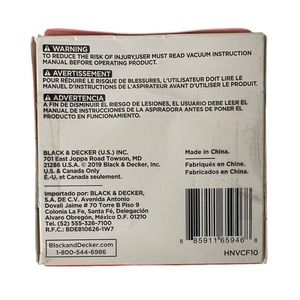 WARNING
TO REDUCE THE RISK OF INJURY,USER MUST READ VACUUM INSTRUCTION
MANUAL BEFORE OPERATING PRODUCT.
AVERTISSEMENT
POUR RÉDUIRE LE RISQUE DE BLESSURES, L'UTILISATEUR DOIT LIRE LE
MANUEL D'INSTRUCTIONS DE L'ASPIRATEUR AVANT D'UTILISER CE PRODUIT.
ADVERTENCIA
A FIN DE DISMINUIR EL RIESGO DE LESIONES, EL USUARIO DEBE LEER EL
MANUAL DE INSTRUCCIONES DE LA ASPIRADORA ANTES DE PONER EL
PRODUCTO EN USO.
BLACK & DECKER (U.S.) INC.
701 East Joppa Road Towson, MD
21286 U.S.A. © 2019 Black & Decker, Inc.
U.S & Canada Only
É.-U. et Canada seulement.
Importado por: BLACK & DECKER,
S.A. DE C.V. Avenida Antonio
Dovali Jaime # 70 Torre B Piso 9
Colonia La Fe, Santa Fé, Delegación
Alvaro Obregón, México D.F. 01210
Tel. (52) 555-326-7100
R.F.C.: BDE810626-1W7
BlackandDecker.com
1-800-544-6986
Made in China.
Fabriqués en Chine.
Fabricados en China.
8 85911 65946 8
HNVCF10